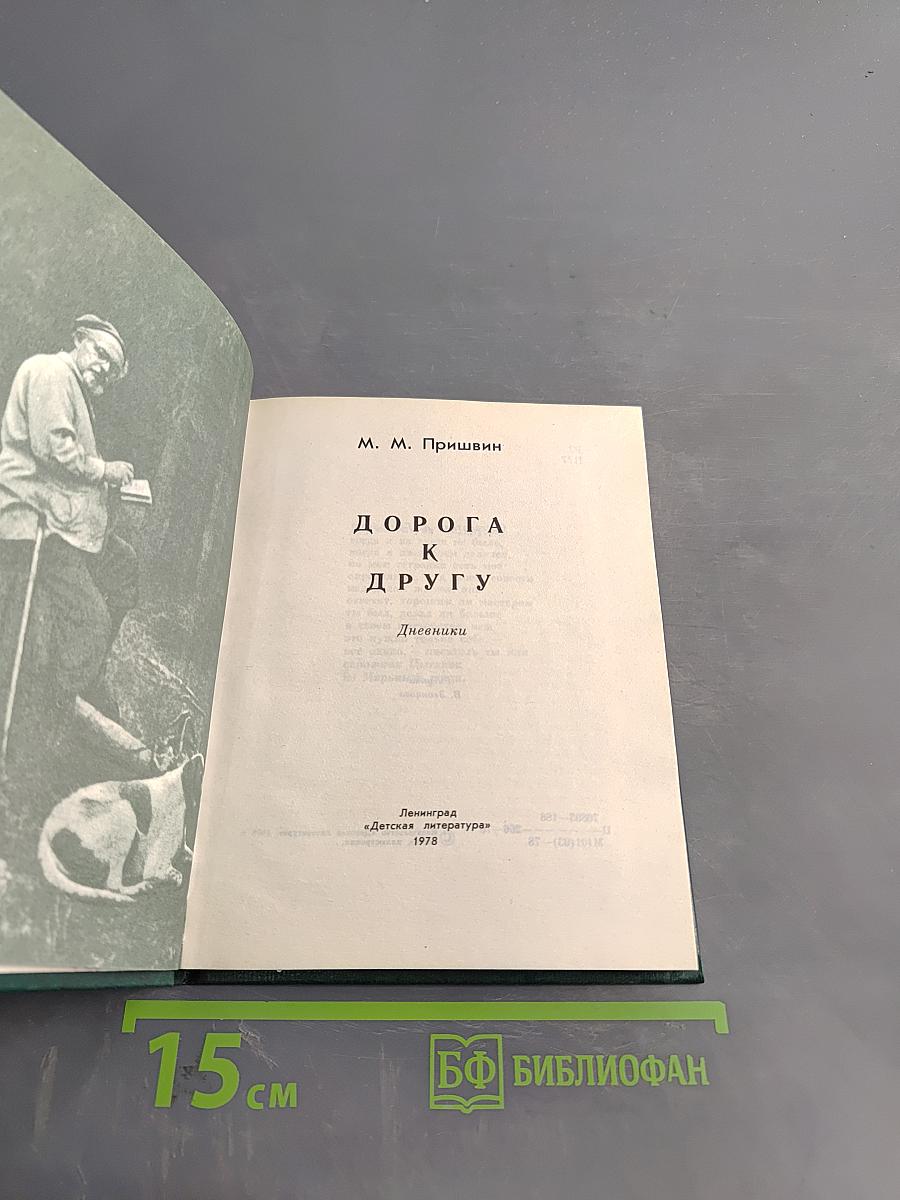 М. М. Пришвин
ДОРОГА
К
ДРУГУ
Дневники
Ленинград
«Детская литература»
1978
15 см
БФ БИБЛИОФАН